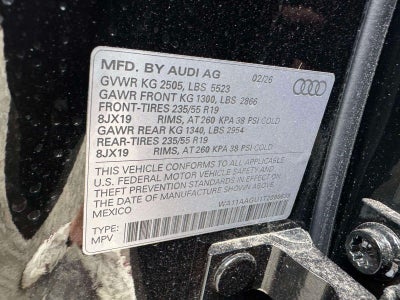 MFD. BY AUDI AG 02/26
GVWR KG 2505, LBS 5523
GAWR FRONT KG 1300, LBS 2866
FRONT-TIRES 235/55 R19
8JX19 RIMS, AT 260 KPA 38 PSI COLD
GAWR REAR KG 1340, LBS 2954
REAR-TIRES 235/55 R19
8JX19 RIMS, AT 260 KPA 38 PSI COLD
THIS VEHICLE CONFORMS TO ALL APPLICABLE
U.S. FEDERAL MOTOR VEHICLE SAFETY AND
THEFT PREVENTION STANDARDS IN EFFECT ON
THE DATE OF MANUFACTURE SHOWN ABOVE.
MEXICO
TYPE:
MPV